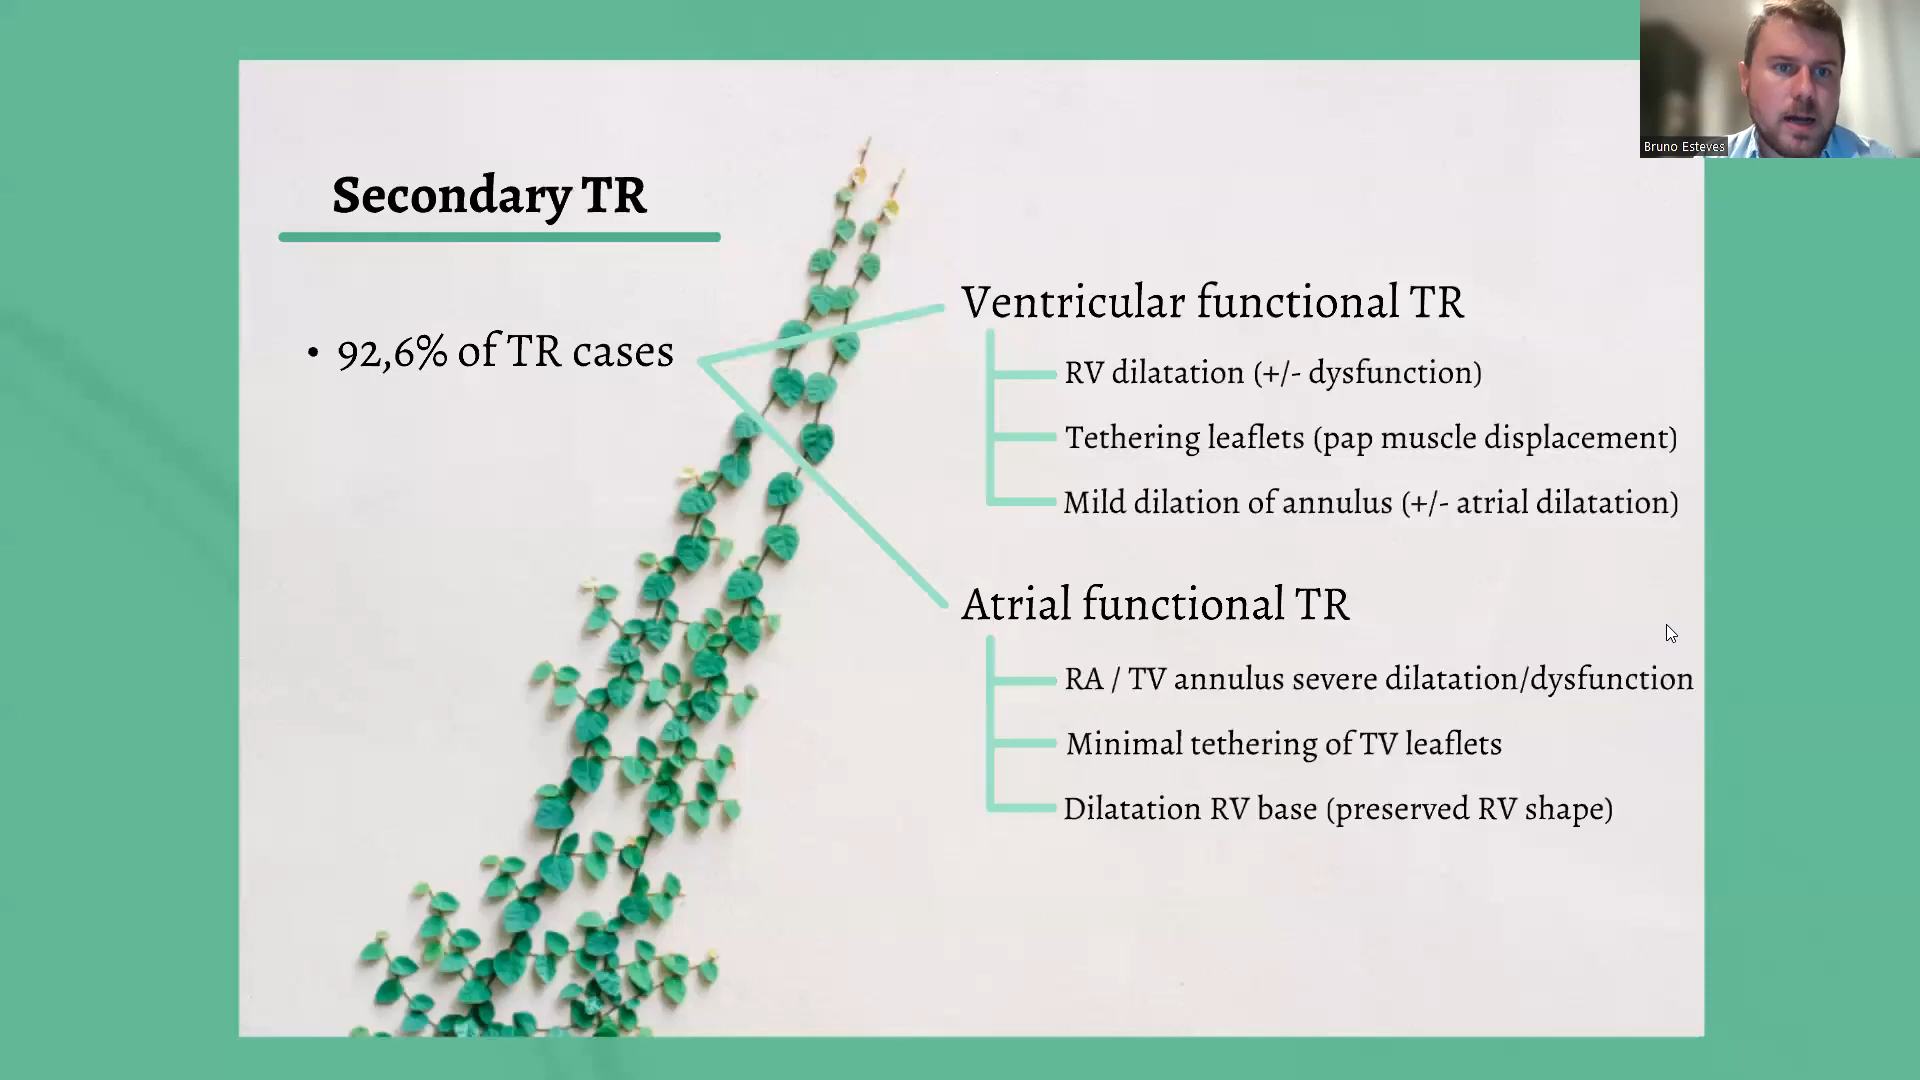 Bruno Esteves
Secondary TR
• 92,6% of TR cases
Ventricular functional TR
RV dilatation (+/- dysfunction)
Tethering leaflets (pap muscle displacement)
Mild dilation of annulus (+/- atrial dilatation)
Atrial functional TR
RA / TV annulus severe dilatation/dysfunction
Minimal tethering of TV leaflets
Dilatation RV base (preserved RV shape)